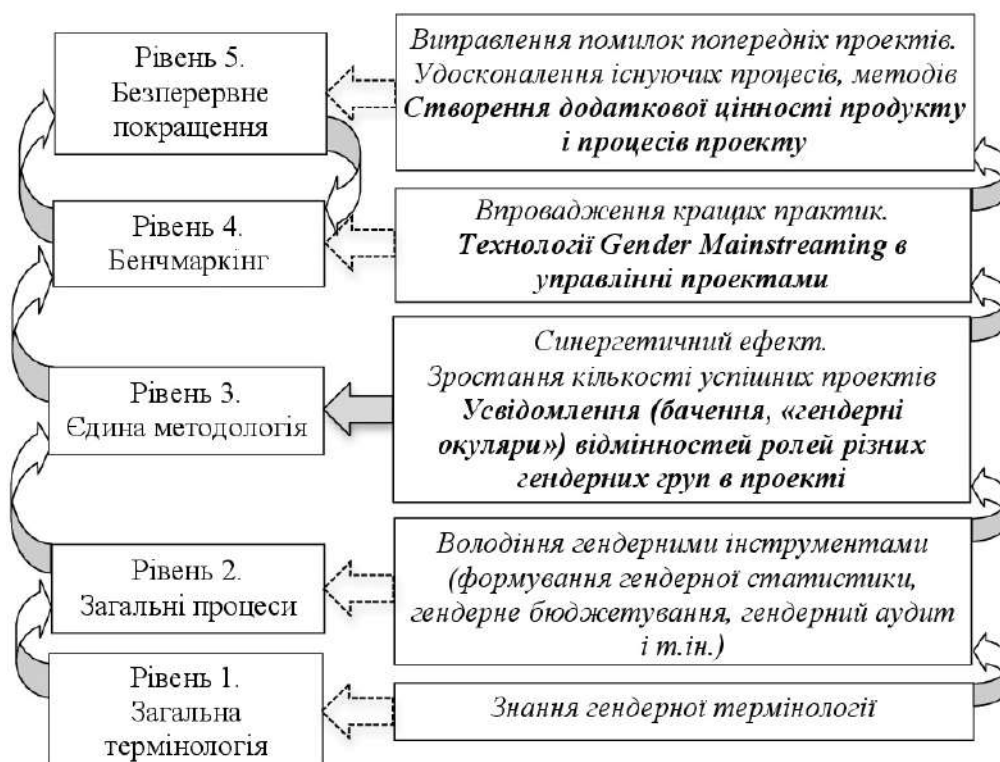 Рівень 5.
Безперервне
покращення
Виправлення помилок попередніх проектів.
Удосконалення існуючих процесів, методів
Створення додаткової цінності продукту
і процесів проекту
Рівень 4.
Бенчмаркінг
Впровадження кращих практик.
Технології Gender Mainstreaming в
управлінні проектами
Рівень 3.
Єдина методологія
Синергетичний ефект.
Зростання кількості успішних проектів
Усвідомлення (бачення, «гендерні
окуляри») відмінностей ролей різних
гендерних груп в проекті
Рівень 2.
Загальні процеси
Володіння гендерними інструментами
(формування гендерної статистики,
гендерне бюджетування, гендерний аудит
і т.ін.)
Рівень 1.
Загальна
термінологія
Знання гендерної термінології